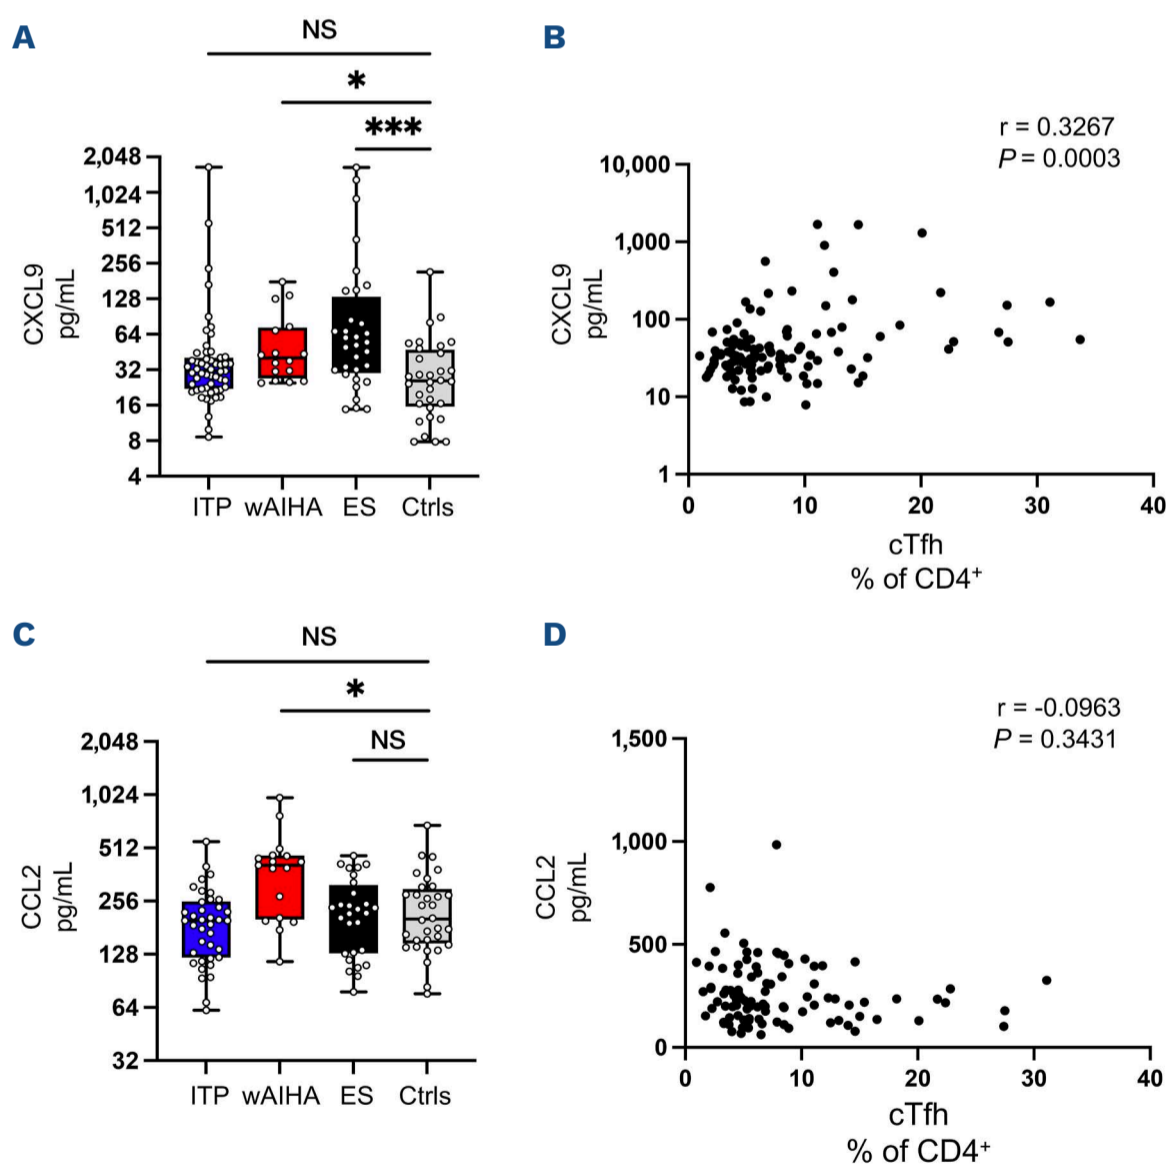 A
NS
*
***
2,048
1,024
512
256
128
64
32
16
8
4
CXCL9
pg/mL
ITP wAIHA ES Ctrls
B
r = 0.3267
P = 0.0003
10,000
1,000
100
10
1
CXCL9
pg/mL
0 10 20 30 40
cTfh
% of CD4⁺
C
NS
*
NS
2,048
1,024
512
256
128
64
32
CCL2
pg/mL
ITP wAIHA ES Ctrls
D
r = -0.0963
P = 0.3431
1,500
1,000
500
0
CCL2
pg/mL
0 10 20 30 40
cTfh
% of CD4⁺